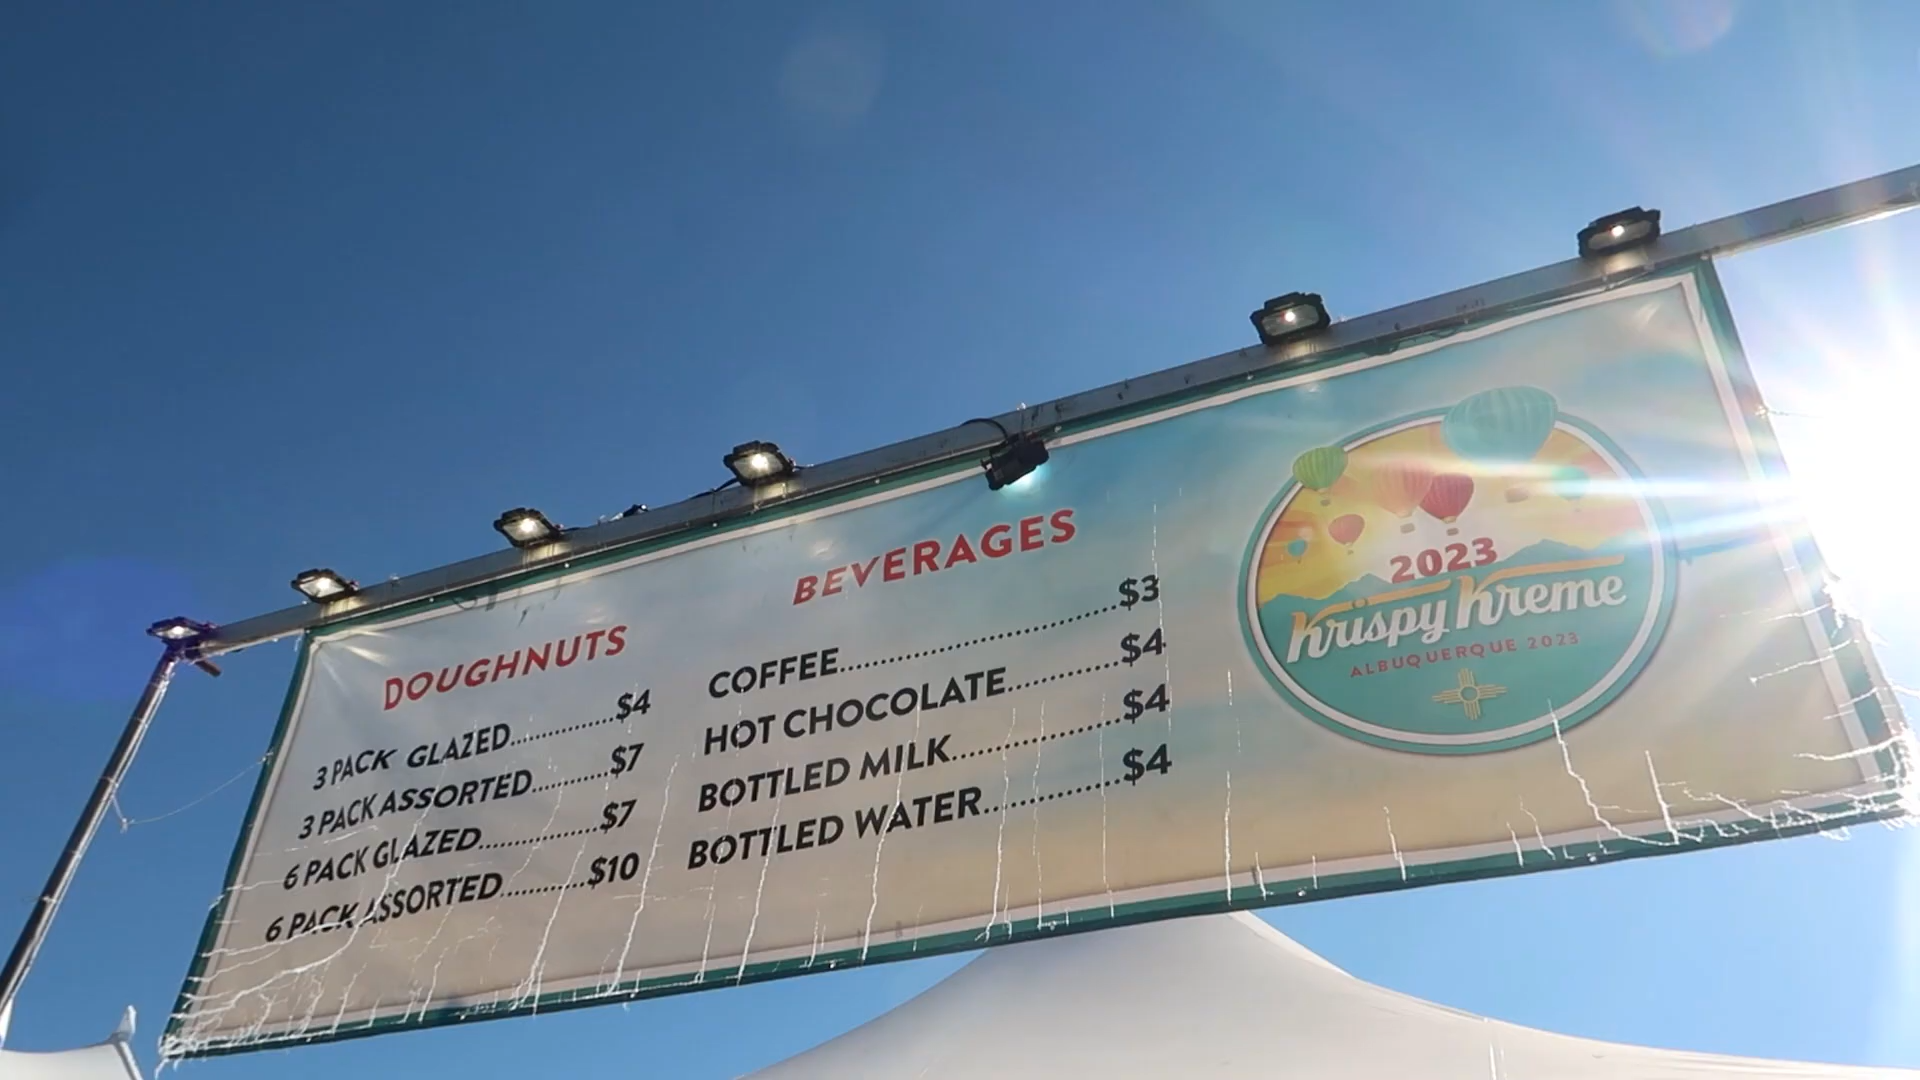 DOUGHNUTS
3 PACK GLAZED............$4
3 PACK ASSORTED.........$7
6 PACK GLAZED..............$7
6 PACK ASSORTED..........$10
BEVERAGES
COFFEE..............................$3
HOT CHOCOLATE............$4
BOTTLED MILK..................$4
BOTTLED WATER..............$4
2023
Krispy Kreme
ALBUQUERQUE 2023